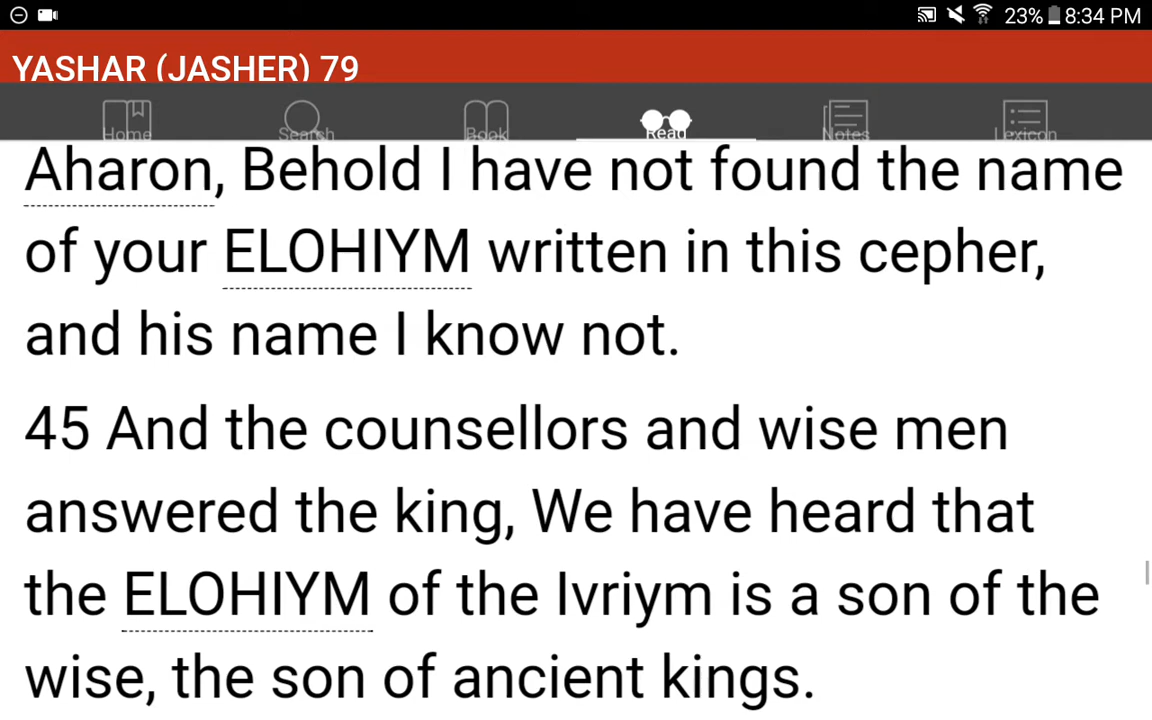 23% 8:34 PM
YASHAR (JASHER) 79
Home Search Book Read Notes Lexicon
Aharon, Behold I have not found the name
of your ELOHIYM written in this cepher,
and his name I know not.
45 And the counsellors and wise men
answered the king, We have heard that
the ELOHIYM of the Ivriym is a son of the
wise, the son of ancient kings.